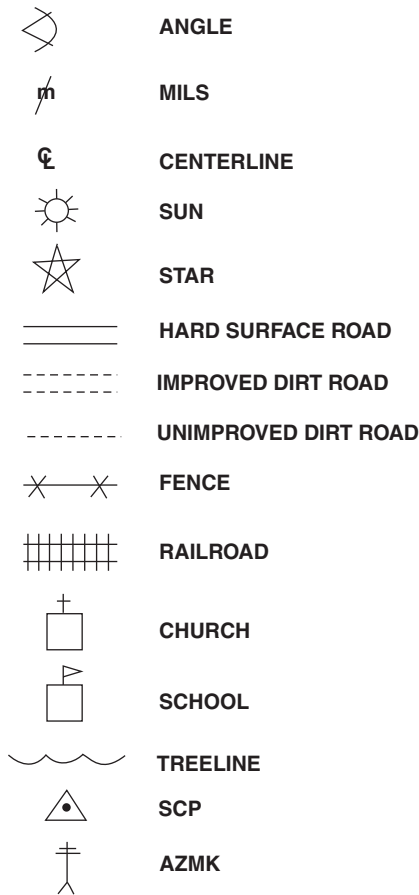 ANGLE
m MILS
℄ CENTERLINE
SUN
STAR
HARD SURFACE ROAD
IMPROVED DIRT ROAD
UNIMPROVED DIRT ROAD
FENCE
RAILROAD
CHURCH
SCHOOL
TREELINE
SCP
AZMK